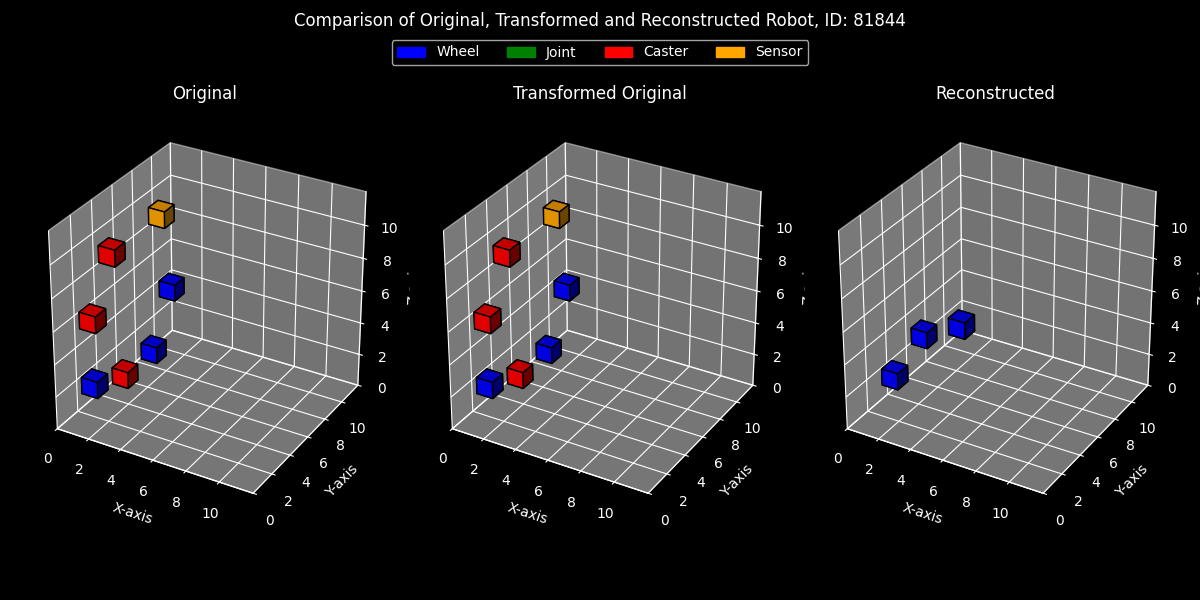 Comparison of Original, Transformed and Reconstructed Robot, ID: 81844
Wheel Joint Caster Sensor
Original Transformed Original Reconstructed
10 10 10
8 8 8
6 6 6
4 4 4
2 2 2
0 0 0
10 10 10
8 8 8
6 6 6
4 4 4
2 2 2
0 0 0
0 2 4 6 8 10 0 2 4 6 8 10 0 2 4 6 8 10
X-axis Y-axis X-axis Y-axis X-axis Y-axis